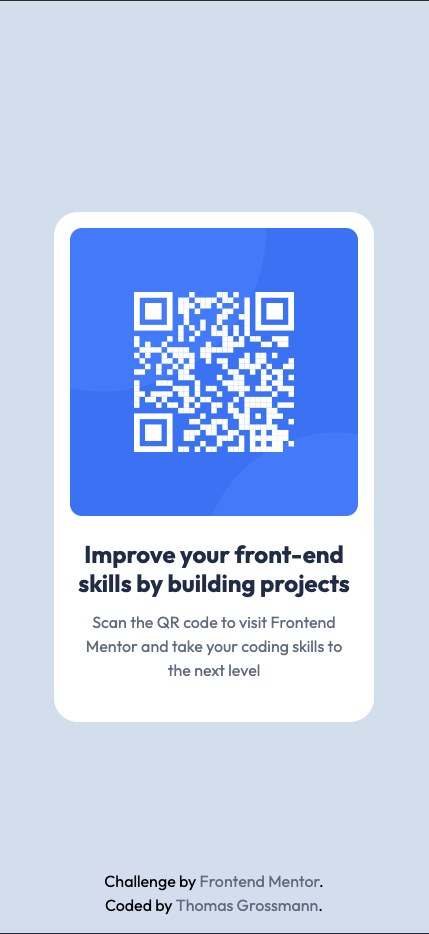 Improve your front-end
skills by building projects
Scan the QR code to visit Frontend
Mentor and take your coding skills to
the next level
Challenge by Frontend Mentor.
Coded by Thomas Grossmann.